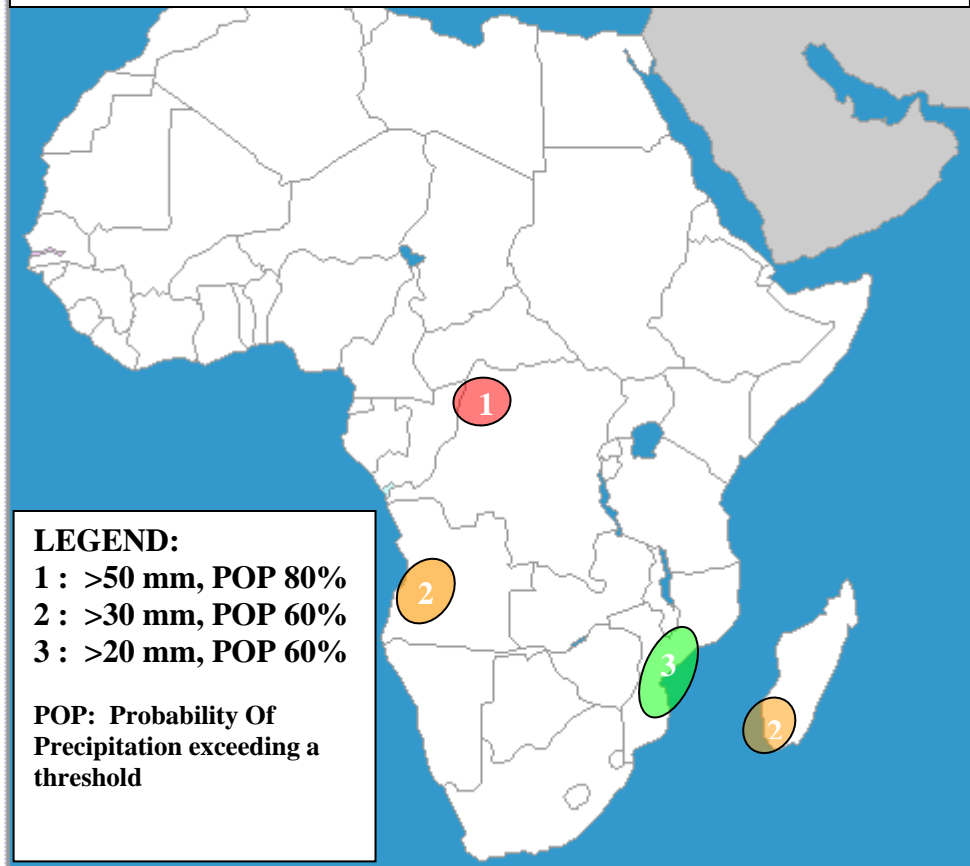 1
LEGEND:
1 : >50 mm, POP 80%
2 : >30 mm, POP 60%
3 : >20 mm, POP 60%
POP: Probability Of
Precipitation exceeding a
threshold
2
3
2